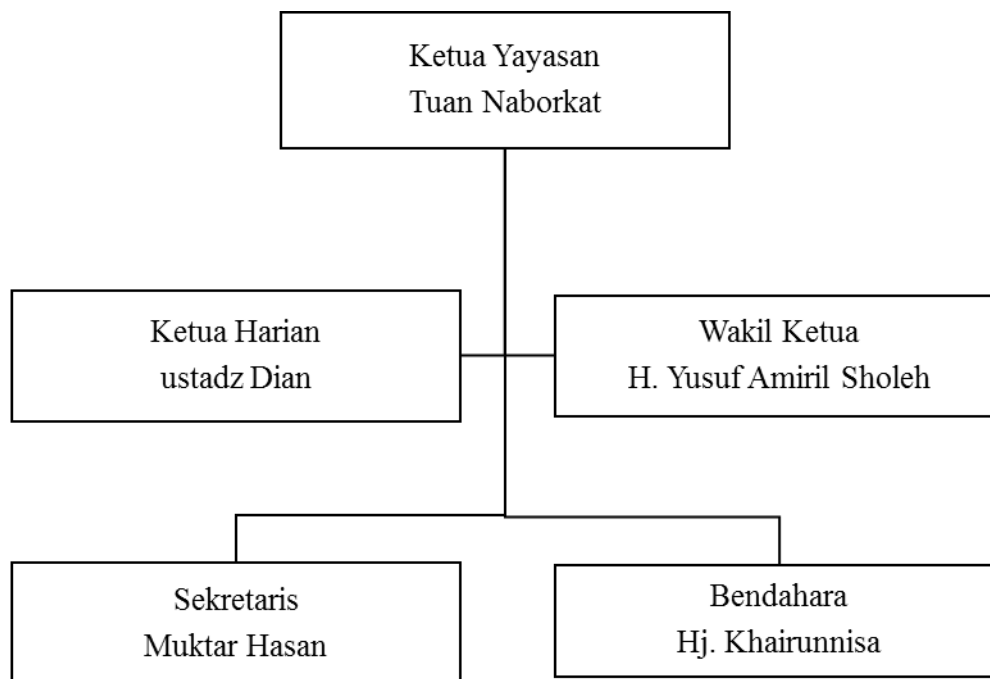 Ketua Yayasan
Tuan Naborkat
Ketua Harian
ustadz Dian
Wakil Ketua
H. Yusuf Amiril Sholeh
Sekretaris
Muktar Hasan
Bendahara
Hj. Khairunnisa